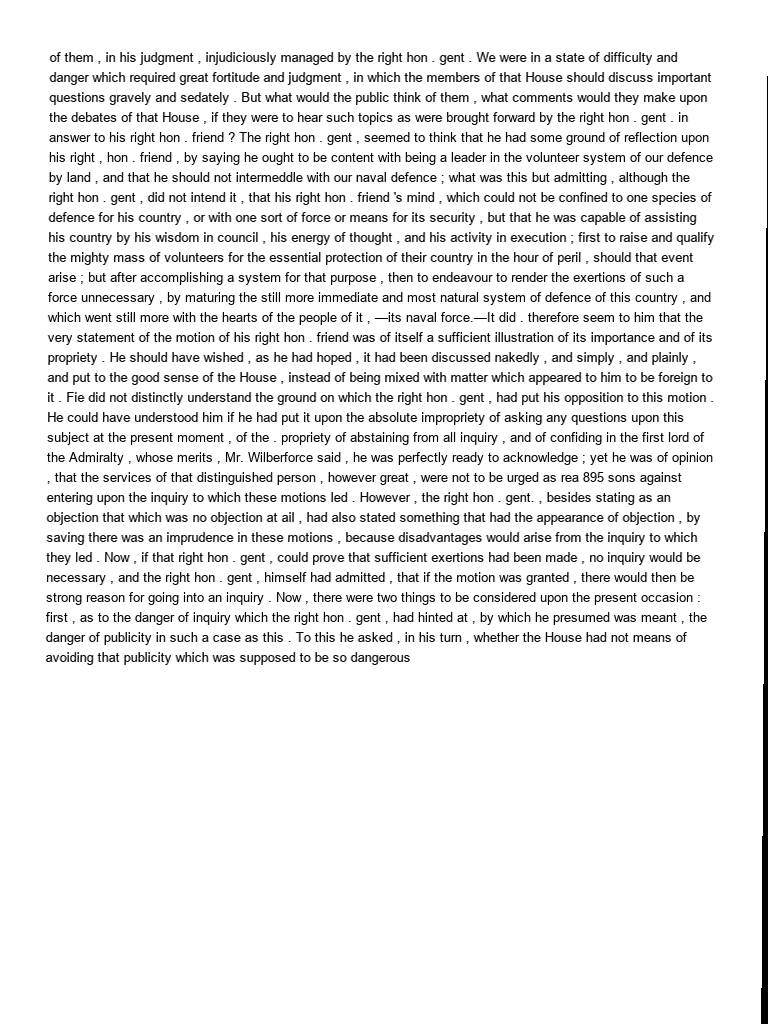 of them , in his judgment , injudiciously managed by the right hon . gent . We were in a state of difficulty and
danger which required great fortitude and judgment , in which the members of that House should discuss important
questions gravely and sedately . But what would the public think of them , what comments would they make upon
the debates of that House , if they were to hear such topics as were brought forward by the right hon . gent . in
answer to his right hon . friend ? The right hon . gent , seemed to think that he had some ground of reflection upon
his right , hon . friend , by saying he ought to be content with being a leader in the volunteer system of our defence
by land , and that he should not intermeddle with our naval defence ; what was this but admitting , although the
right hon . gent , did not intend it , that his right hon . friend 's mind , which could not be confined to one species of
defence for his country , or with one sort of force or means for its security , but that he was capable of assisting
his country by his wisdom in council , his energy of thought , and his activity in execution ; first to raise and qualify
the mighty mass of volunteers for the essential protection of their country in the hour of peril , should that event
arise ; but after accomplishing a system for that purpose , then to endeavour to render the exertions of such a
force unnecessary , by maturing the still more immediate and most natural system of defence of this country , and
which went still more with the hearts of the people of it , —its naval force.—It did . therefore seem to him that the
very statement of the motion of his right hon . friend was of itself a sufficient illustration of its importance and of its
propriety . He should have wished , as he had hoped , it had been discussed nakedly , and simply , and plainly ,
and put to the good sense of the House , instead of being mixed with matter which appeared to him to be foreign to
it . Fie did not distinctly understand the ground on which the right hon . gent , had put his opposition to this motion .
He could have understood him if he had put it upon the absolute impropriety of asking any questions upon this
subject at the present moment , of the . propriety of abstaining from all inquiry , and of confiding in the first lord of
the Admiralty , whose merits , Mr. Wilberforce said , he was perfectly ready to acknowledge ; yet he was of opinion
, that the services of that distinguished person , however great , were not to be urged as rea 895 sons against
entering upon the inquiry to which these motions led . However , the right hon . gent. , besides stating as an
objection that which was no objection at ail , had also stated something that had the appearance of objection , by
saving there was an imprudence in these motions , because disadvantages would arise from the inquiry to which
they led . Now , if that right hon . gent , could prove that sufficient exertions had been made , no inquiry would be
necessary , and the right hon . gent , himself had admitted , that if the motion was granted , there would then be
strong reason for going into an inquiry . Now , there were two things to be considered upon the present occasion :
first , as to the danger of inquiry which the right hon . gent , had hinted at , by which he presumed was meant , the
danger of publicity in such a case as this . To this he asked , in his turn , whether the House had not means of
avoiding that publicity which was supposed to be so dangerous